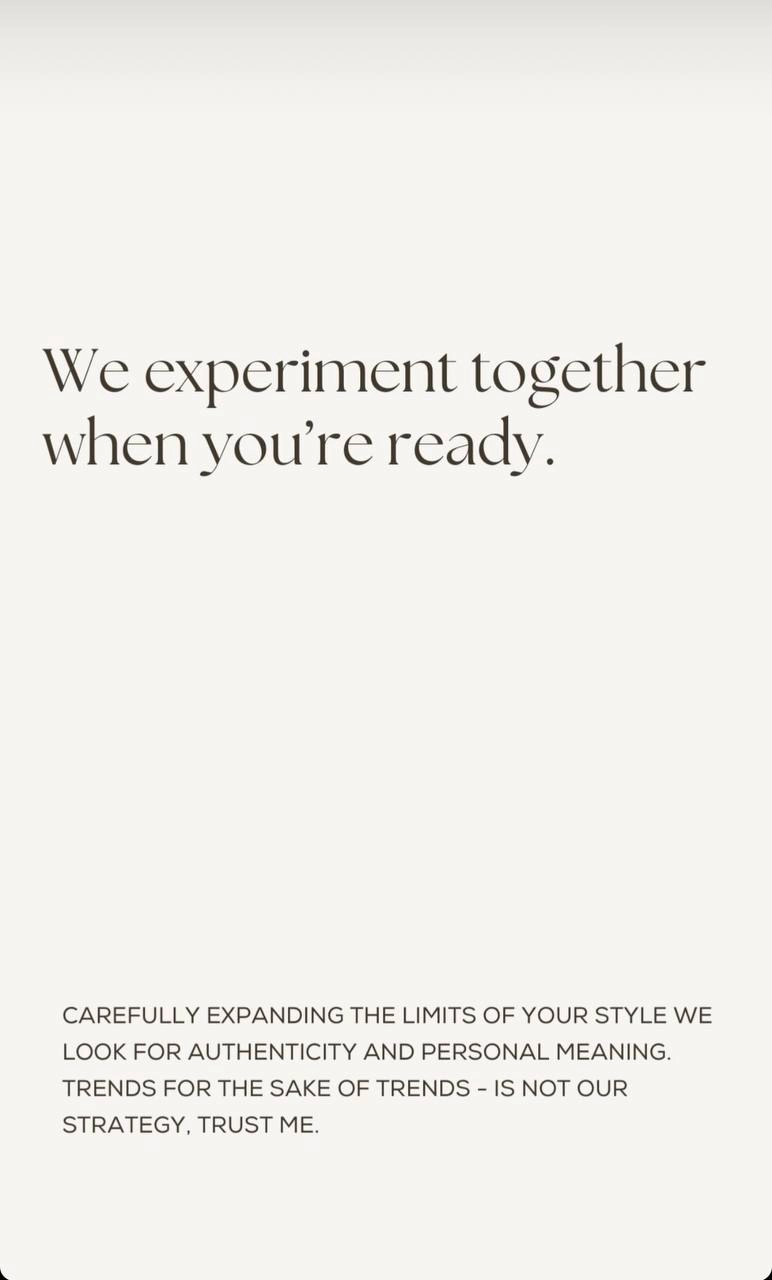 We experiment together
when you’re ready.
CAREFULLY EXPANDING THE LIMITS OF YOUR STYLE WE
LOOK FOR AUTHENTICITY AND PERSONAL MEANING.
TRENDS FOR THE SAKE OF TRENDS - IS NOT OUR
STRATEGY, TRUST ME.